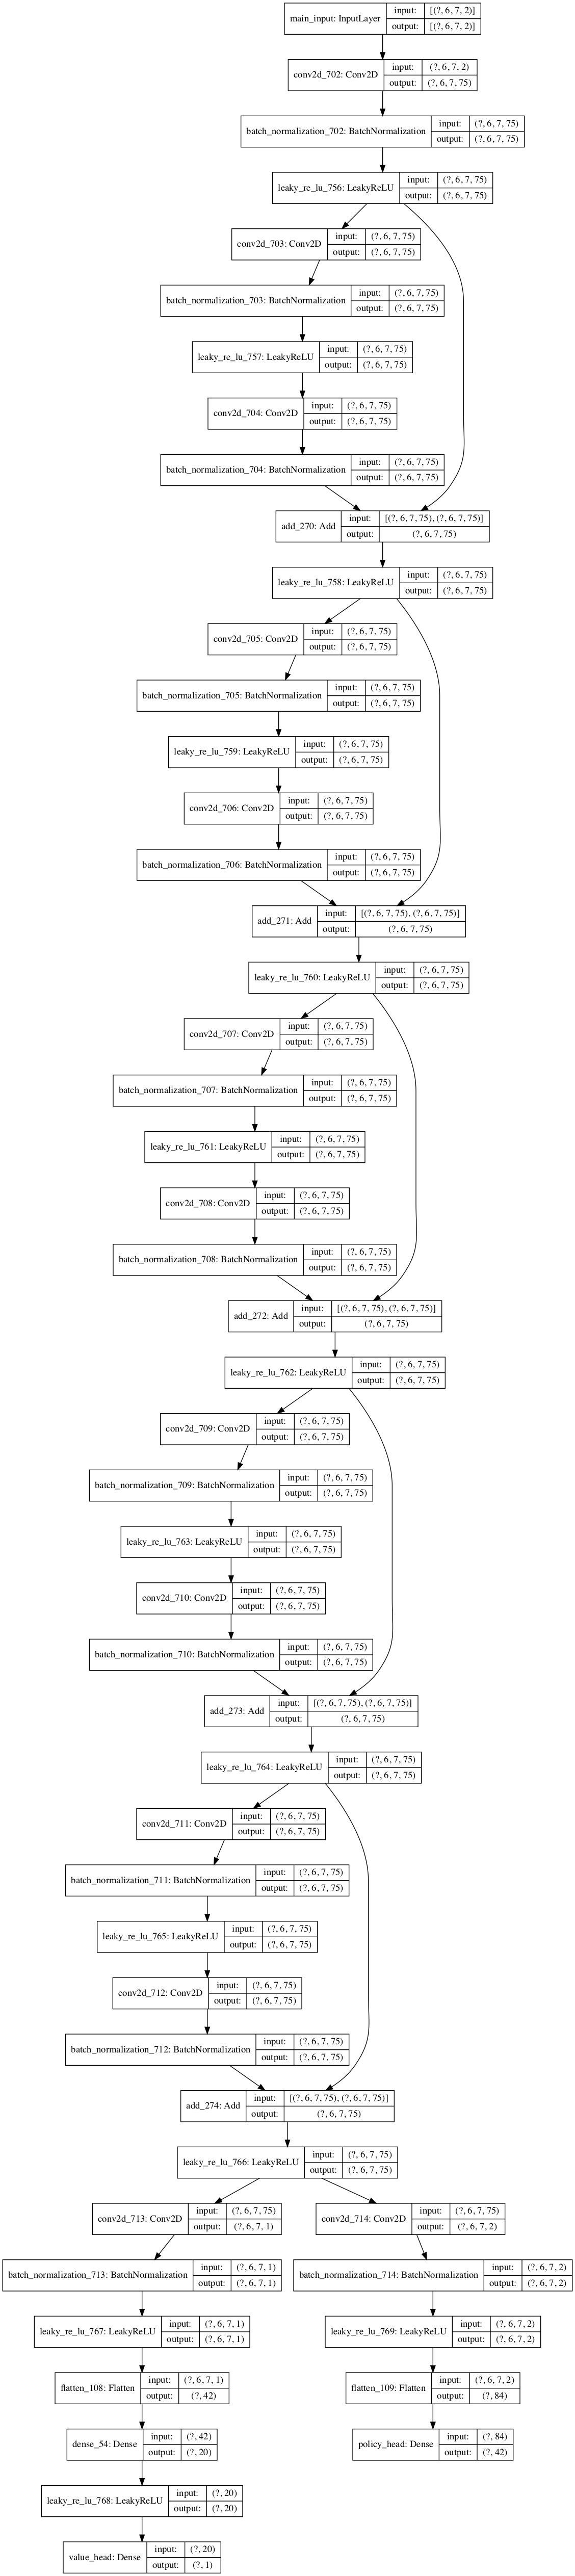 main_input: InputLayer
input: [(?, 6, 7, 2)]
output: [(?, 6, 7, 2)]
conv2d_702: Conv2D
input: (?, 6, 7, 2)
output: (?, 6, 7, 75)
batch_normalization_702: BatchNormalization
input: (?, 6, 7, 75)
output: (?, 6, 7, 75)
leaky_re_lu_756: LeakyReLU
input: (?, 6, 7, 75)
output: (?, 6, 7, 75)
conv2d_703: Conv2D
input: (?, 6, 7, 75)
output: (?, 6, 7, 75)
batch_normalization_703: BatchNormalization
input: (?, 6, 7, 75)
output: (?, 6, 7, 75)
leaky_re_lu_757: LeakyReLU
input: (?, 6, 7, 75)
output: (?, 6, 7, 75)
conv2d_704: Conv2D
input: (?, 6, 7, 75)
output: (?, 6, 7, 75)
batch_normalization_704: BatchNormalization
input: (?, 6, 7, 75)
output: (?, 6, 7, 75)
add_270: Add
input: [(?, 6, 7, 75), (?, 6, 7, 75)]
output: (?, 6, 7, 75)
leaky_re_lu_758: LeakyReLU
input: (?, 6, 7, 75)
output: (?, 6, 7, 75)
conv2d_705: Conv2D
input: (?, 6, 7, 75)
output: (?, 6, 7, 75)
batch_normalization_705: BatchNormalization
input: (?, 6, 7, 75)
output: (?, 6, 7, 75)
leaky_re_lu_759: LeakyReLU
input: (?, 6, 7, 75)
output: (?, 6, 7, 75)
conv2d_706: Conv2D
input: (?, 6, 7, 75)
output: (?, 6, 7, 75)
batch_normalization_706: BatchNormalization
input: (?, 6, 7, 75)
output: (?, 6, 7, 75)
add_271: Add
input: [(?, 6, 7, 75), (?, 6, 7, 75)]
output: (?, 6, 7, 75)
leaky_re_lu_760: LeakyReLU
input: (?, 6, 7, 75)
output: (?, 6, 7, 75)
conv2d_707: Conv2D
input: (?, 6, 7, 75)
output: (?, 6, 7, 75)
batch_normalization_707: BatchNormalization
input: (?, 6, 7, 75)
output: (?, 6, 7, 75)
leaky_re_lu_761: LeakyReLU
input: (?, 6, 7, 75)
output: (?, 6, 7, 75)
conv2d_708: Conv2D
input: (?, 6, 7, 75)
output: (?, 6, 7, 75)
batch_normalization_708: BatchNormalization
input: (?, 6, 7, 75)
output: (?, 6, 7, 75)
add_272: Add
input: [(?, 6, 7, 75), (?, 6, 7, 75)]
output: (?, 6, 7, 75)
leaky_re_lu_762: LeakyReLU
input: (?, 6, 7, 75)
output: (?, 6, 7, 75)
conv2d_709: Conv2D
input: (?, 6, 7, 75)
output: (?, 6, 7, 75)
batch_normalization_709: BatchNormalization
input: (?, 6, 7, 75)
output: (?, 6, 7, 75)
leaky_re_lu_763: LeakyReLU
input: (?, 6, 7, 75)
output: (?, 6, 7, 75)
conv2d_710: Conv2D
input: (?, 6, 7, 75)
output: (?, 6, 7, 75)
batch_normalization_710: BatchNormalization
input: (?, 6, 7, 75)
output: (?, 6, 7, 75)
add_273: Add
input: [(?, 6, 7, 75), (?, 6, 7, 75)]
output: (?, 6, 7, 75)
leaky_re_lu_764: LeakyReLU
input: (?, 6, 7, 75)
output: (?, 6, 7, 75)
conv2d_711: Conv2D
input: (?, 6, 7, 75)
output: (?, 6, 7, 75)
batch_normalization_711: BatchNormalization
input: (?, 6, 7, 75)
output: (?, 6, 7, 75)
leaky_re_lu_765: LeakyReLU
input: (?, 6, 7, 75)
output: (?, 6, 7, 75)
conv2d_712: Conv2D
input: (?, 6, 7, 75)
output: (?, 6, 7, 75)
batch_normalization_712: BatchNormalization
input: (?, 6, 7, 75)
output: (?, 6, 7, 75)
add_274: Add
input: [(?, 6, 7, 75), (?, 6, 7, 75)]
output: (?, 6, 7, 75)
leaky_re_lu_766: LeakyReLU
input: (?, 6, 7, 75)
output: (?, 6, 7, 75)
conv2d_713: Conv2D
input: (?, 6, 7, 75)
output: (?, 6, 7, 1)
conv2d_714: Conv2D
input: (?, 6, 7, 75)
output: (?, 6, 7, 2)
batch_normalization_713: BatchNormalization
input: (?, 6, 7, 1)
output: (?, 6, 7, 1)
batch_normalization_714: BatchNormalization
input: (?, 6, 7, 2)
output: (?, 6, 7, 2)
leaky_re_lu_767: LeakyReLU
input: (?, 6, 7, 1)
output: (?, 6, 7, 1)
leaky_re_lu_769: LeakyReLU
input: (?, 6, 7, 2)
output: (?, 6, 7, 2)
flatten_108: Flatten
input: (?, 6, 7, 1)
output: (?, 42)
flatten_109: Flatten
input: (?, 6, 7, 2)
output: (?, 84)
dense_54: Dense
input: (?, 42)
output: (?, 20)
policy_head: Dense
input: (?, 84)
output: (?, 42)
leaky_re_lu_768: LeakyReLU
input: (?, 20)
output: (?, 20)
value_head: Dense
input: (?, 20)
output: (?, 1)